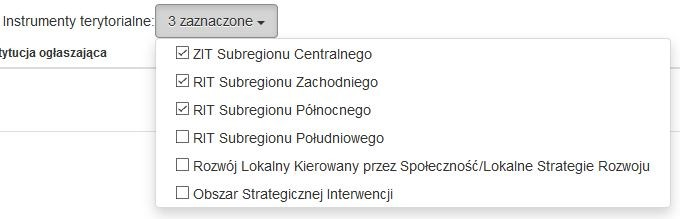 Instrumenty terytorialne: 3 zaznaczone
tytucja ogłaszająca
ZIT Subregionu Centralnego
RIT Subregionu Zachodniego
RIT Subregionu Północnego
RIT Subregionu Południowego
Rozwój Lokalny Kierowany przez Społeczność/Lokalne Strategie Rozwoju
Obszar Strategicznej Interwencji